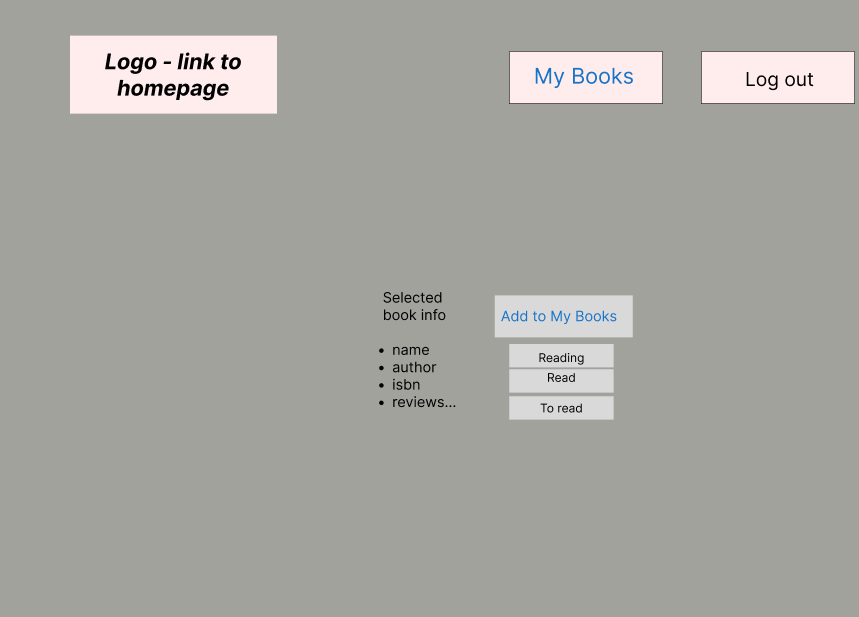 Logo - link to
homepage
My Books
Log out
Selected
book info
• name
• author
• isbn
• reviews...
Add to My Books
Reading
Read
To read